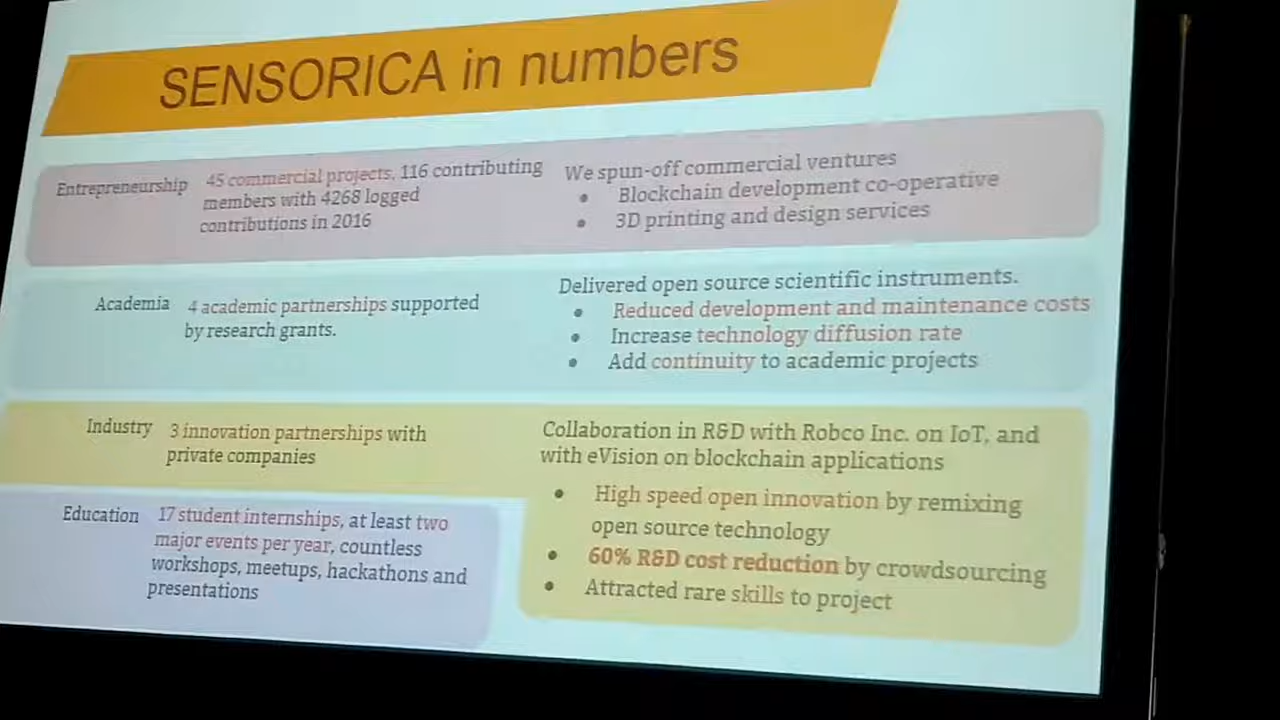 SENSORICA in numbers
Entrepreneurship
45 commercial projects, 116 contributing
members with 4268 logged
contributions in 2016
We spun-off commercial ventures
• Blockchain development co-operative
• 3D printing and design services
Academia
4 academic partnerships supported
by research grants.
Delivered open source scientific instruments.
• Reduced development and maintenance costs
• Increase technology diffusion rate
• Add continuity to academic projects
Industry
3 innovation partnerships with
private companies
Collaboration in R&D with Robco Inc. on IoT, and
with eVision on blockchain applications
• High speed open innovation by remixing
open source technology
• 60% R&D cost reduction by crowdsourcing
• Attracted rare skills to project
Education
17 student internships, at least two
major events per year, countless
workshops, meetups, hackathons and
presentations